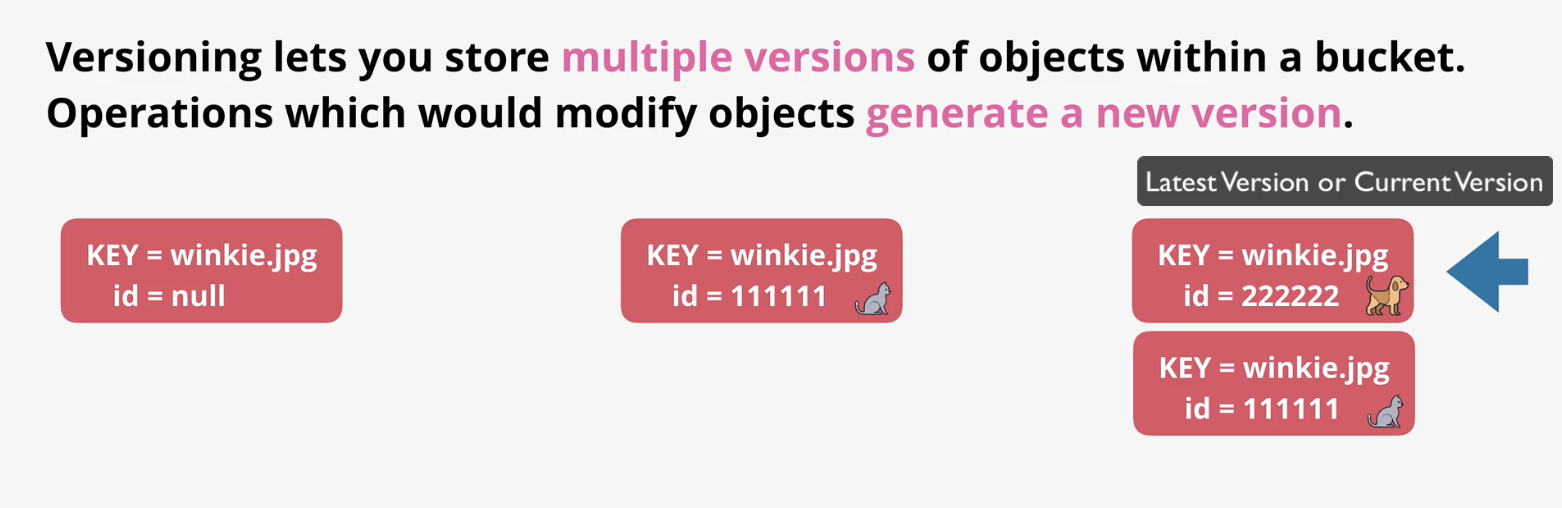 Versioning lets you store multiple versions of objects within a bucket.
Operations which would modify objects generate a new version.
Latest Version or Current Version
KEY = winkie.jpg
id = null
KEY = winkie.jpg
id = 111111
KEY = winkie.jpg
id = 222222
KEY = winkie.jpg
id = 111111